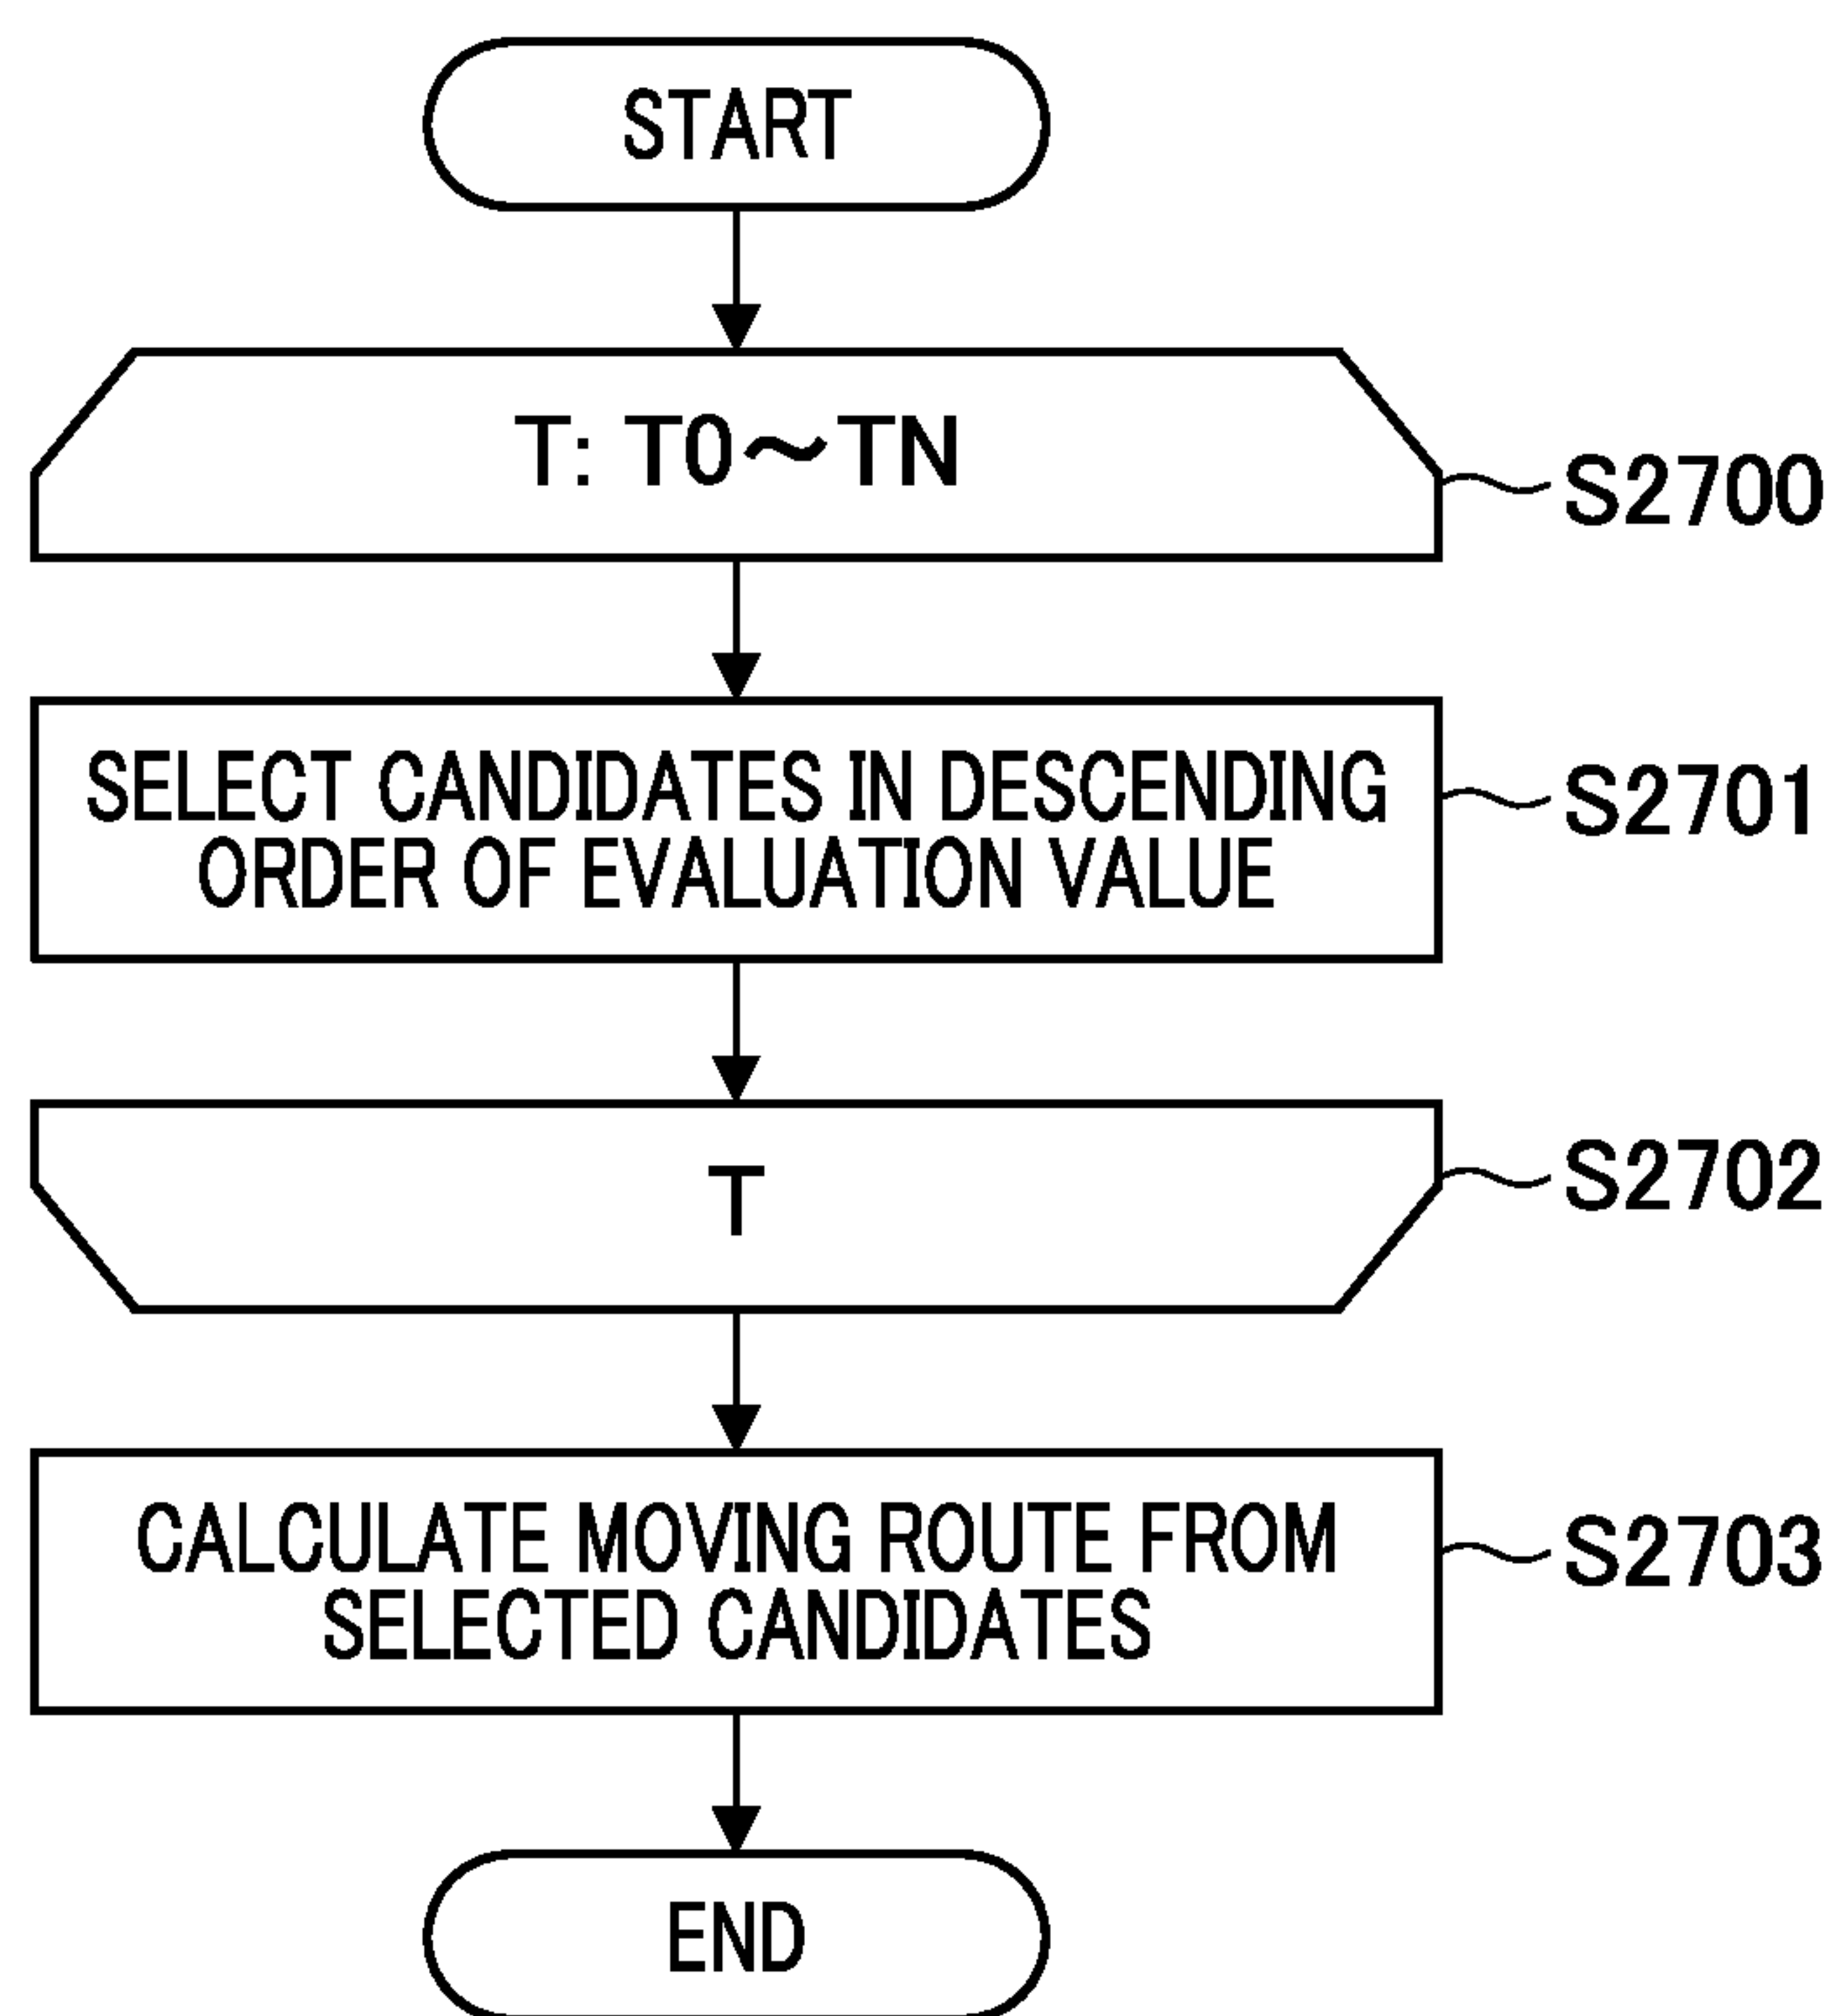 START
T: T0～TN
S2700
SELECT CANDIDATES IN DESCENDING
ORDER OF EVALUATION VALUE
S2701
T
S2702
CALCULATE MOVING ROUTE FROM
SELECTED CANDIDATES
S2703
END